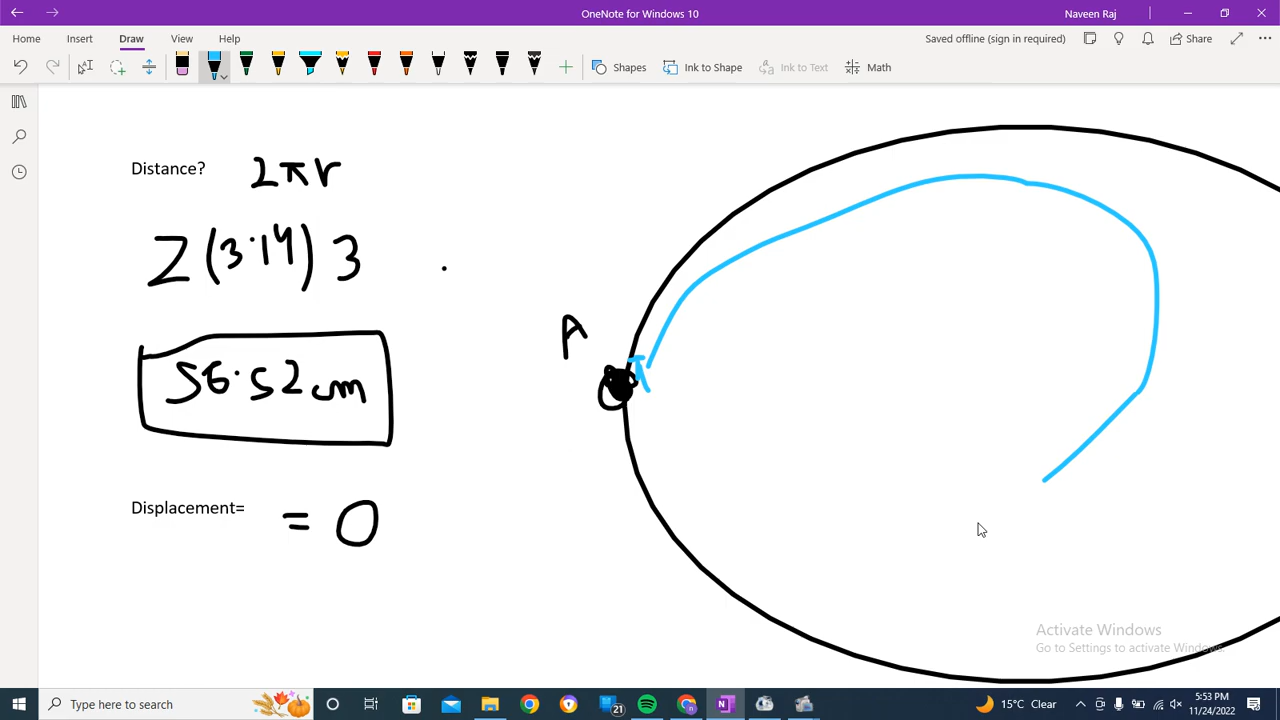 OneNote for Windows 10
Naveen Raj
Home Insert Draw View Help
Saved offline (sign in required)
Share
Shapes
Ink to Shape
Ink to Text
Math
Distance? 2πr
2(3.14)3
56.52cm
A
Displacement= = 0
Activate Windows
Go to Settings to activate Windows.
Type here to search
21
15°C Clear
5:53 PM
11/24/2022